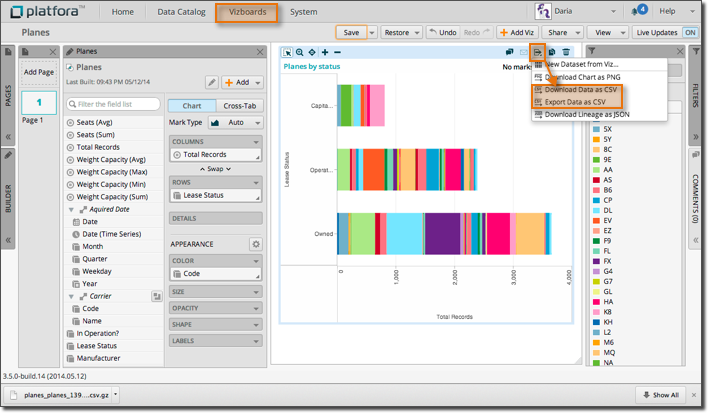 platfora
Home
Data Catalog
Vizboards
System
Daria
4
Help
Planes
Save
Restore
Undo
Redo
Add Viz
Share
View
Live Updates
ON
PAGES
BUILDER
Add Page
1
Page 1
Planes
Planes
Last Built: 09:43 PM 05/12/14
Add
Filter the field list
Seats (Avg)
Seats (Sum)
Total Records
Weight Capacity (Avg)
Weight Capacity (Max)
Weight Capacity (Min)
Weight Capacity (Sum)
Aquired Date
Date
Date (Time Series)
Month
Quarter
Weekday
Year
Carrier
Code
Name
In Operation?
Lease Status
Manufacturer
Chart
Cross-Tab
Mark Type
Auto
COLUMNS
Total Records
Swap
ROWS
Lease Status
DETAILS
APPEARANCE
COLOR
Code
SIZE
OPACITY
SHAPE
LABELS
Planes by status
No mark
New Dataset from Viz...
Download Chart as PNG
Download Data as CSV
Export Data as CSV
Download Lineage as JSON
Lease Status
Capta...
Operat...
Owned
0
1,000
2,000
3,000
4,000
Total Records
5X
5Y
8C
9E
AA
AS
B6
CP
DL
EV
EZ
F9
FL
FX
G4
G7
GL
HA
K8
KH
L2
M6
MQ
NA
FILTERS
COMMENTS (0)
3.5.0-build.14 (2014.05.12)
planes_planes_139....csv.gz
Show All